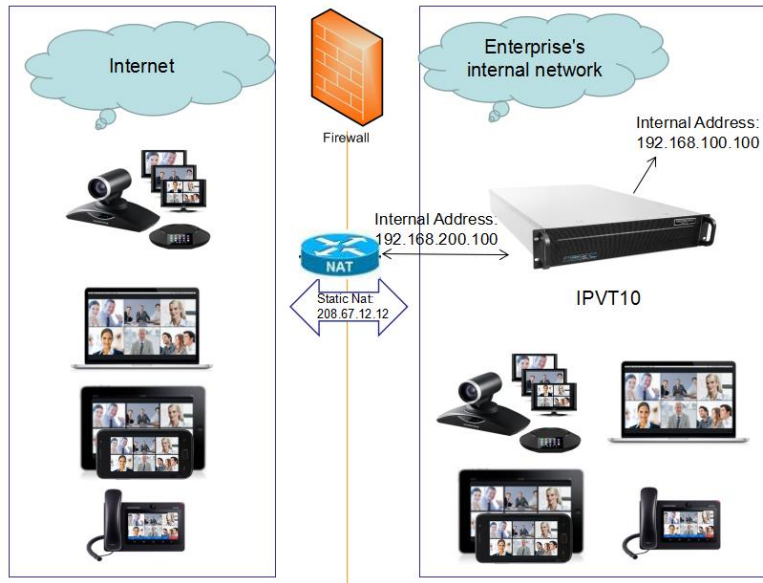 Internet
Firewall
Enterprise's
internal network
Internal Address:
192.168.100.100
Internal Address:
192.168.200.100
NAT
Static Nat:
208.67.12.12
IPVT10